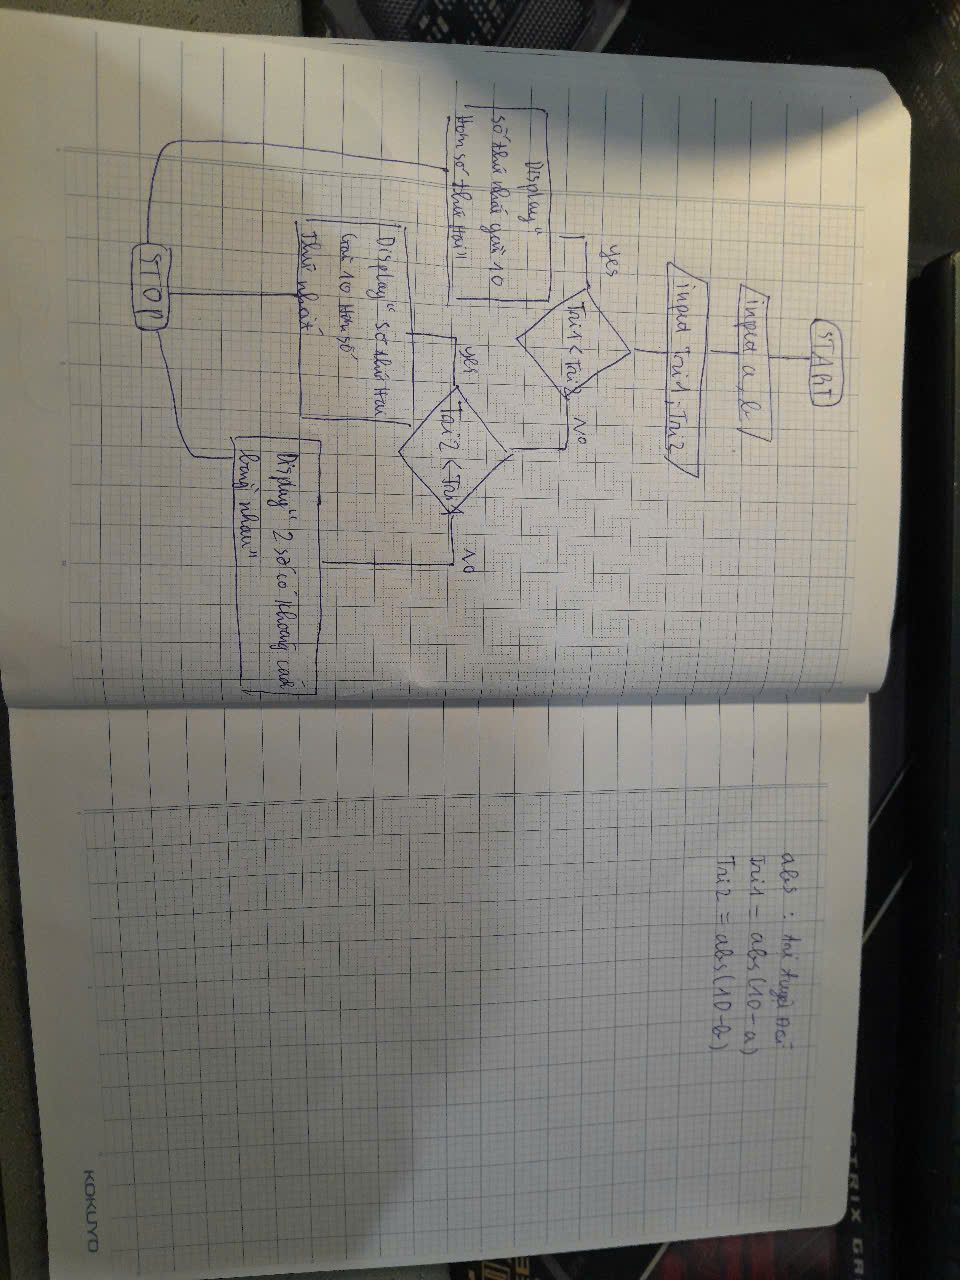 START
inped a, b
inped Tri1, Tri2
yes
Tri1 < Tri2
NO
Display "
số thứ nhất gần 10
Hơn số thứ Hai"
yes
Tri2 < Tri1
NO
Display " số thứ Hai
Gần 10 Hơn số
Thứ nhất
Display " 2 số có khoảng cách
bằng nhau"
STOP
abs : trị tuyệt đối
Tri1 = abs(10-a)
Tri2 = abs(10-b)
KOKUYO
STRIX GR